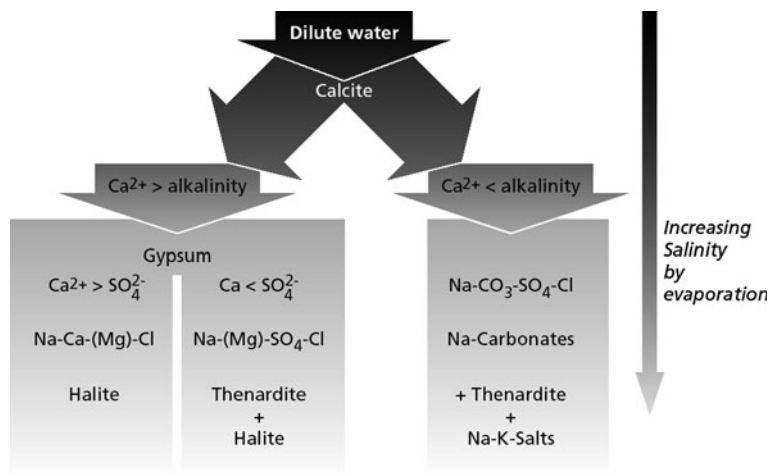 Dilute water
Calcite
Ca2+ > alkalinity
Ca2+ < alkalinity
Gypsum
Ca2+ > SO42-
Ca < SO42-
Na-CO3-SO4-Cl
Na-Ca-(Mg)-Cl
Na-(Mg)-SO4-Cl
Na-Carbonates
Halite
Thenardite
+
Halite
+ Thenardite
+
Na-K-Salts
Increasing
Salinity
by
evaporation